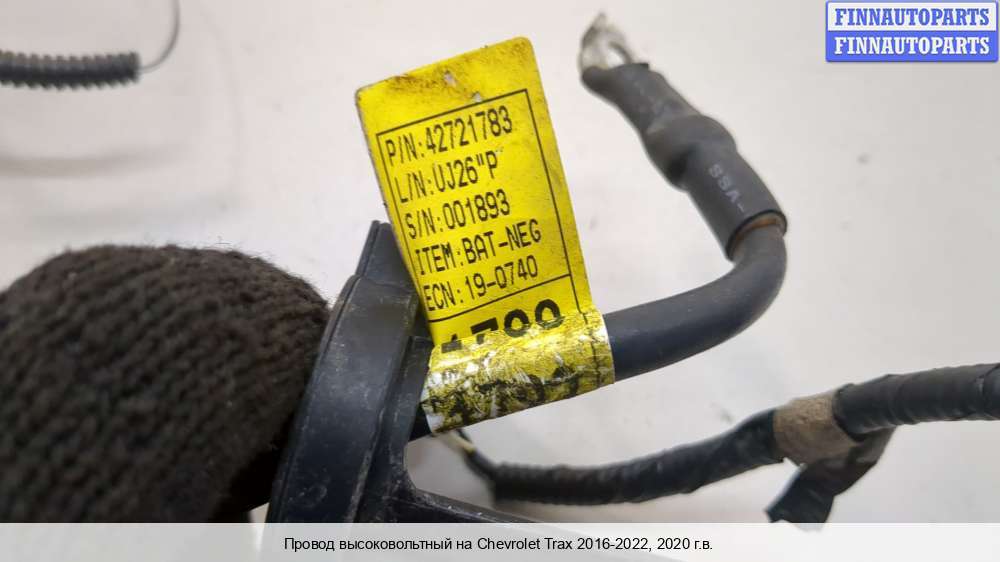 FINNAUTOPARTS
FINNAUTOPARTS
P/N:42721783
L/N:UJ26"P
S/N:001893
ITEM:BAT-NEG
ECN:19-0740
SSA-
Провод высоковольтный на Chevrolet Trax 2016-2022, 2020 г.в.